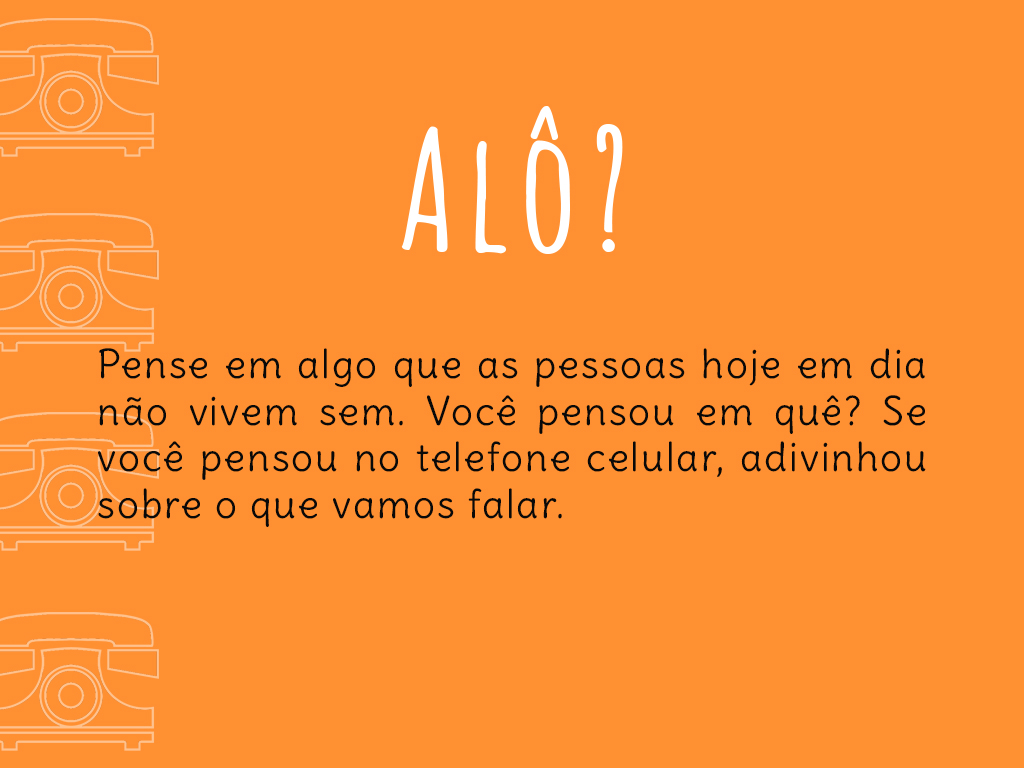 Alô?
Pense em algo que as pessoas hoje em dia
não vivem sem. Você pensou em quê? Se
você pensou no telefone celular, adivinhou
sobre o que vamos falar.